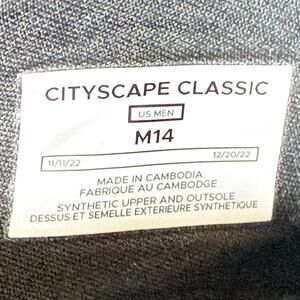 CITYSCAPE CLASSIC
US MEN
M14
11/11/22 12/20/22
MADE IN CAMBODIA
FABRIQUE AU CAMBODGE
SYNTHETIC UPPER AND OUTSOLE
DESSUS ET SEMELLE EXTERIEURE SYNTHETIQUE